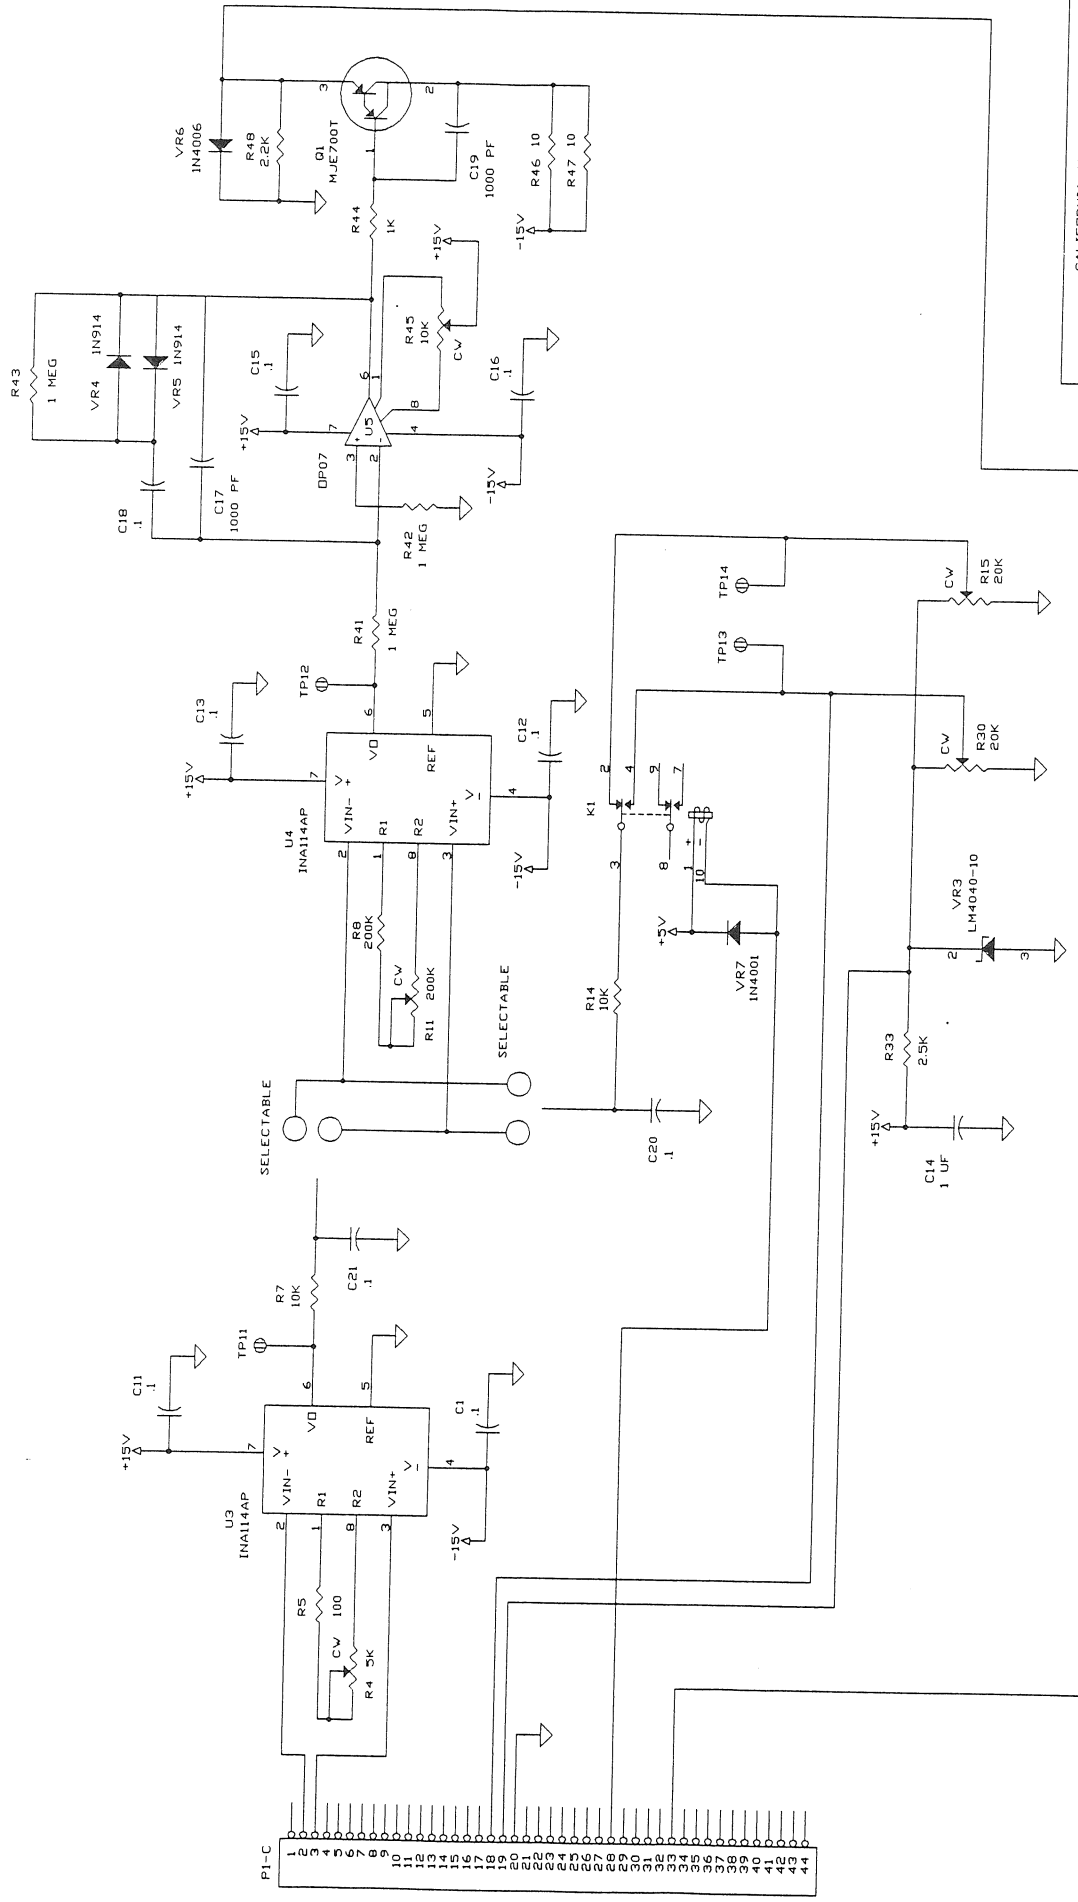 P1-C
1
2
3
4
5
6
7
8
9
10
11
12
13
14
15
16
17
18
19
20
21
22
23
24
25
26
27
28
29
30
31
32
33
34
35
36
37
38
39
40
41
42
43
44
U3
INA114AP
2
VIN-
1
R1
8
R2
3
VIN+
7
V+
4
V-
6
VO
5
REF
+15V
-15V
C11
.1
C1
.1
R5
100
CW
R4 5K
TP11
R7
10K
C21
.1
SELECTABLE
SELECTABLE
U4
INA114AP
2
VIN-
1
R1
8
R2
3
VIN+
7
V+
4
V-
6
VO
5
REF
+15V
-15V
C13
.1
C12
.1
R8
200K
CW
200K
R11
TP12
R41
1 MEG
C18
.1
C17
1000 PF
R43
1 MEG
VR4
1N914
VR5
1N914
OP07
U5
3
+
2
-
7
4
6
1
8
+15V
-15V
C15
.1
C16
.1
R42
1 MEG
R45
10K
CW
+15V
R44
1K
VR6
1N4006
R48
2.2K
Q1
MJE700T
1
2
3
C19
1000 PF
R46 10
R47 10
-15V
K1
3
2
4
8
9
7
1
+
10
-
+5V
VR7
1N4001
R14
10K
C20
.1
TP13
TP14
CW
R15
20K
CW
R30
20K
VR3
LM4040-10
2
3
R33
2.5K
+15V
C14
1 UF